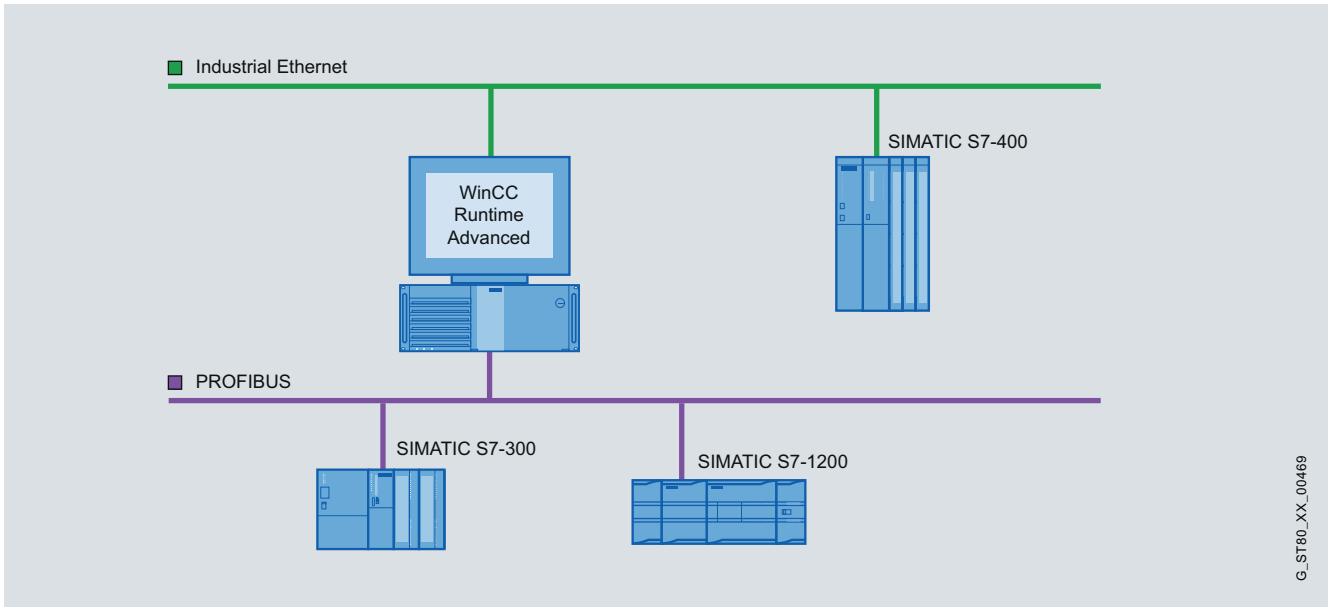 Industrial Ethernet
SIMATIC S7-400
WinCC
Runtime
Advanced
PROFIBUS
SIMATIC S7-300
SIMATIC S7-1200
G_ST80_XX_00469